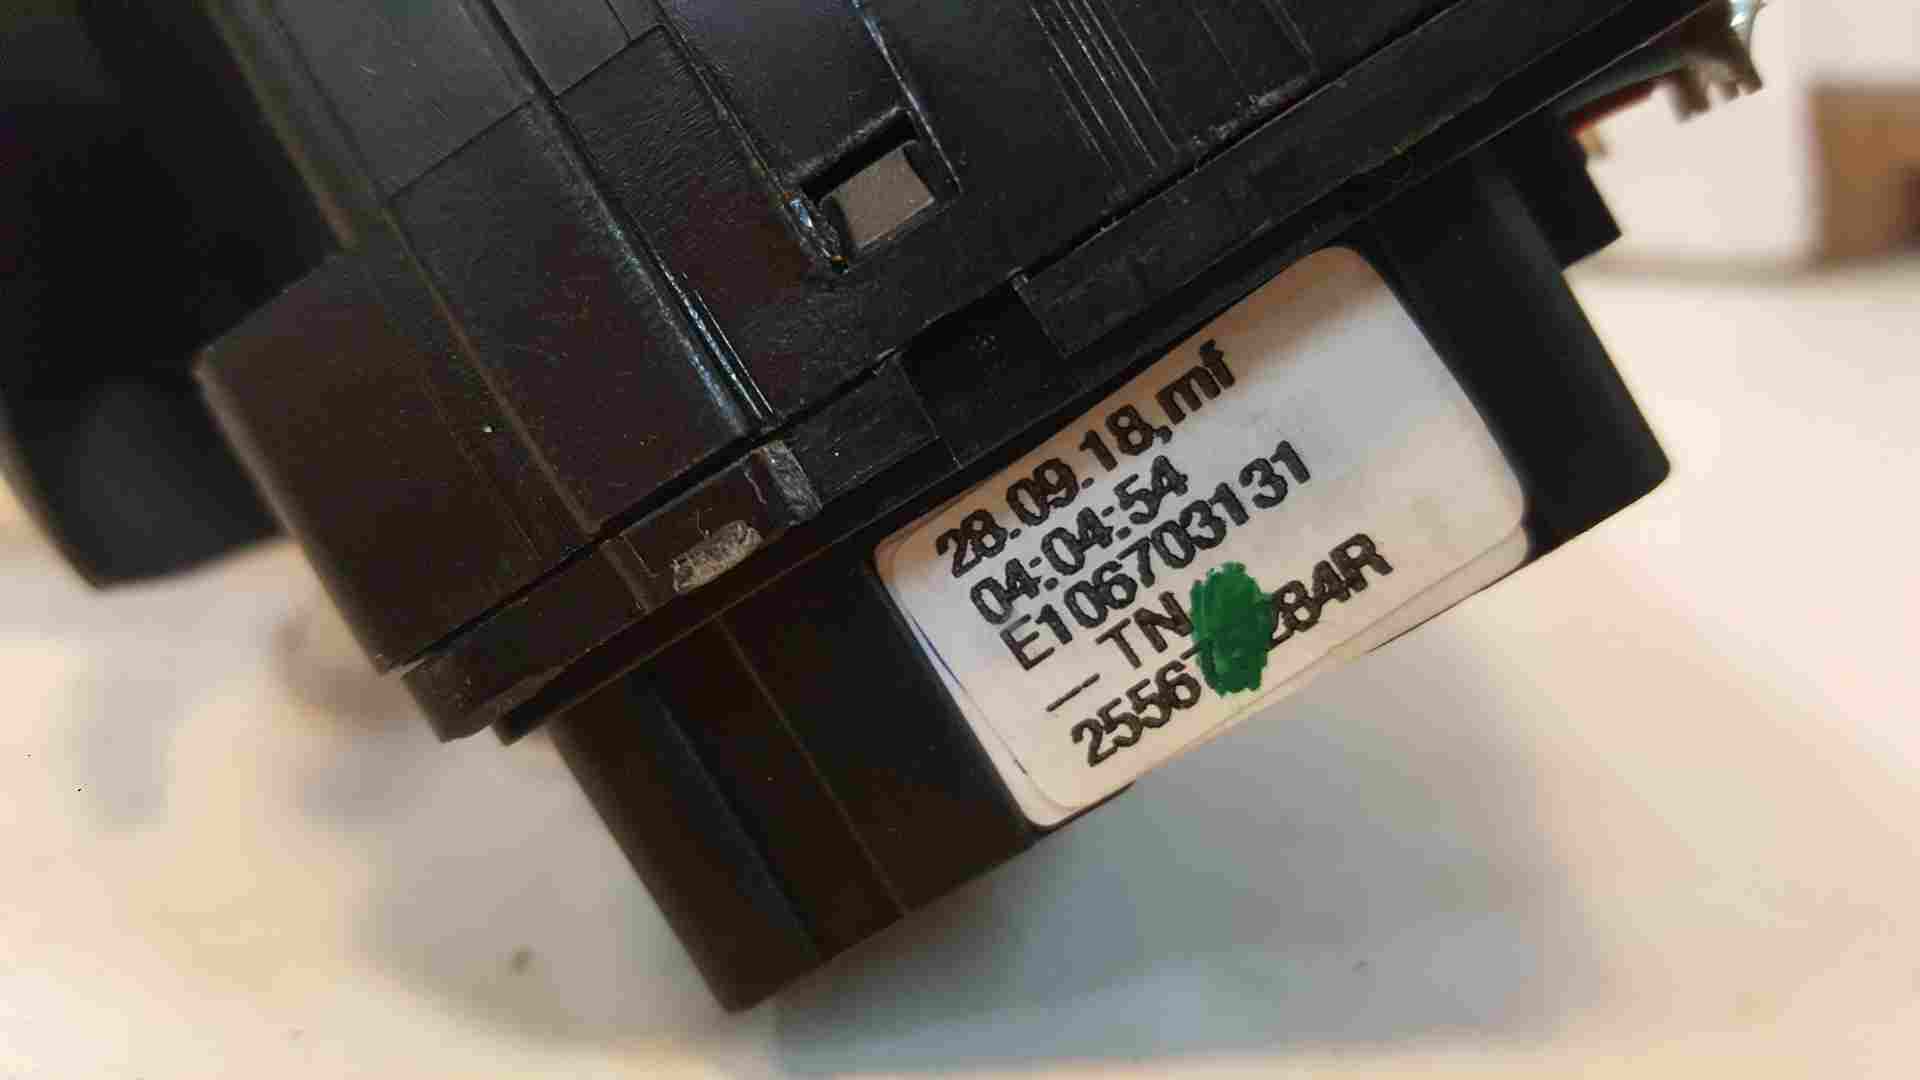 28.09.18,mf
04:04:54
E106703131
— TN 284R
2556